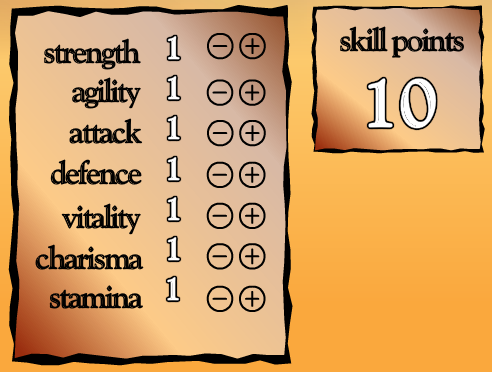 strength 1 − +
agility 1 − +
attack 1 − +
defence 1 − +
vitality 1 − +
charisma 1 − +
stamina 1 − +
skill points
10